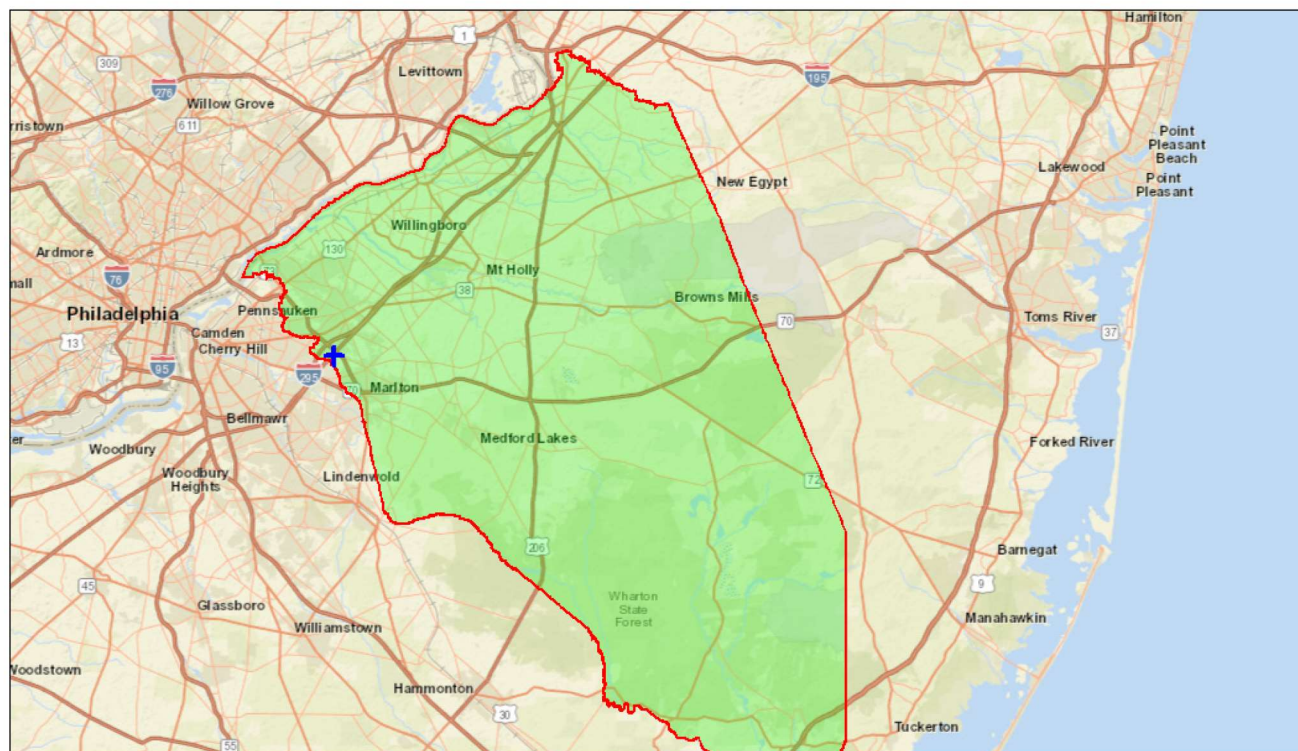 Hamilton
1
309
Levittown
195
276
Willow Grove
rristown
611
Point
Pleasant
Beach
Lakewood
New Egypt
Point
Pleasant
Willingboro
130
Ardmore
Mt Holly
76
mall
38
Browns Mills
Pennsauken
Philadelphia
70
Toms River
37
Camden
13
Cherry Hill
95
295
Marlton
70
Bellmawr
Medford Lakes
Forked River
Woodbury
Woodbury
Heights
Lindenwold
72
206
Barnegat
45
9
Glassboro
Wharton
State
Forest
Manahawkin
Williamstown
Woodstown
Hammonton
30
Tuckerton
55